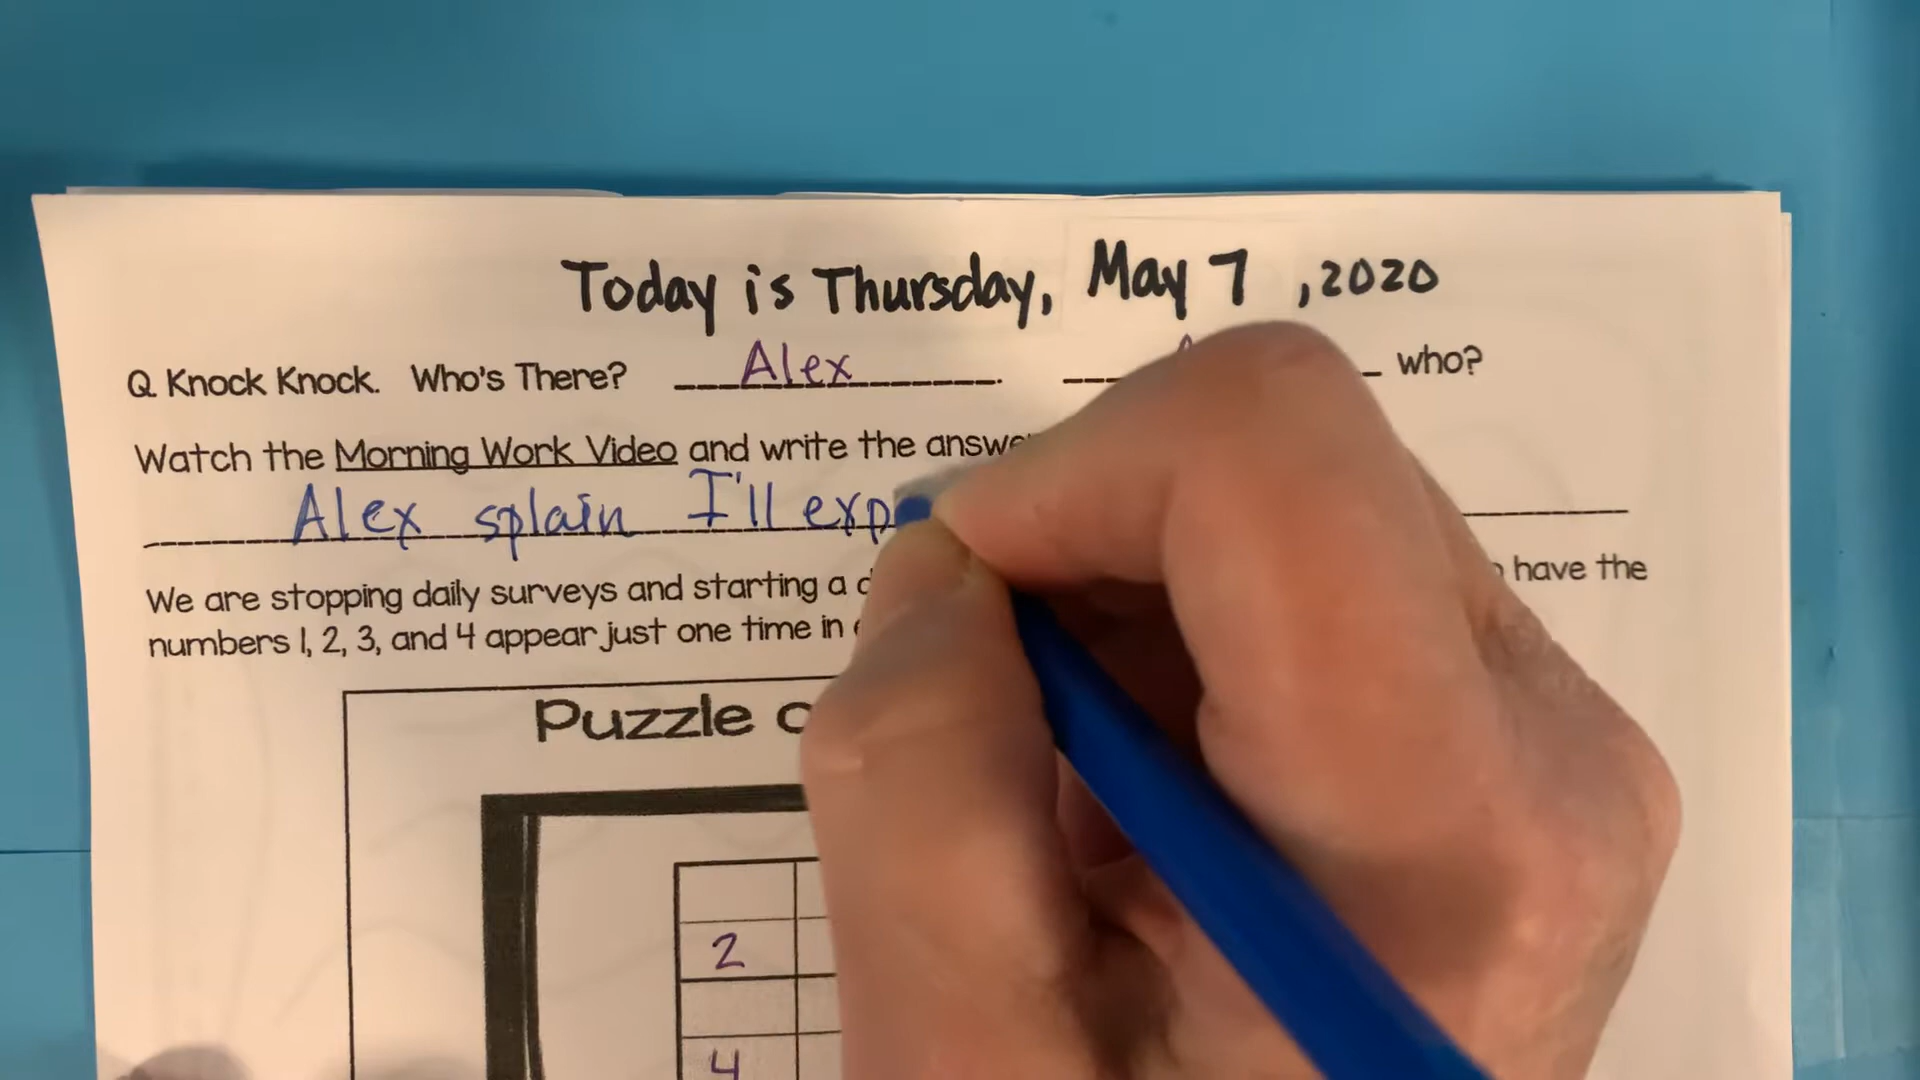 Today is Thursday, May 7 , 2020
Q. Knock Knock. Who's There? Alex. who?
Watch the Morning Work Video and write the
Alex splain I'll exp
We are stopping daily surveys and starting a have the
numbers 1, 2, 3, and 4 appear just one time in
Puzzle
2
4